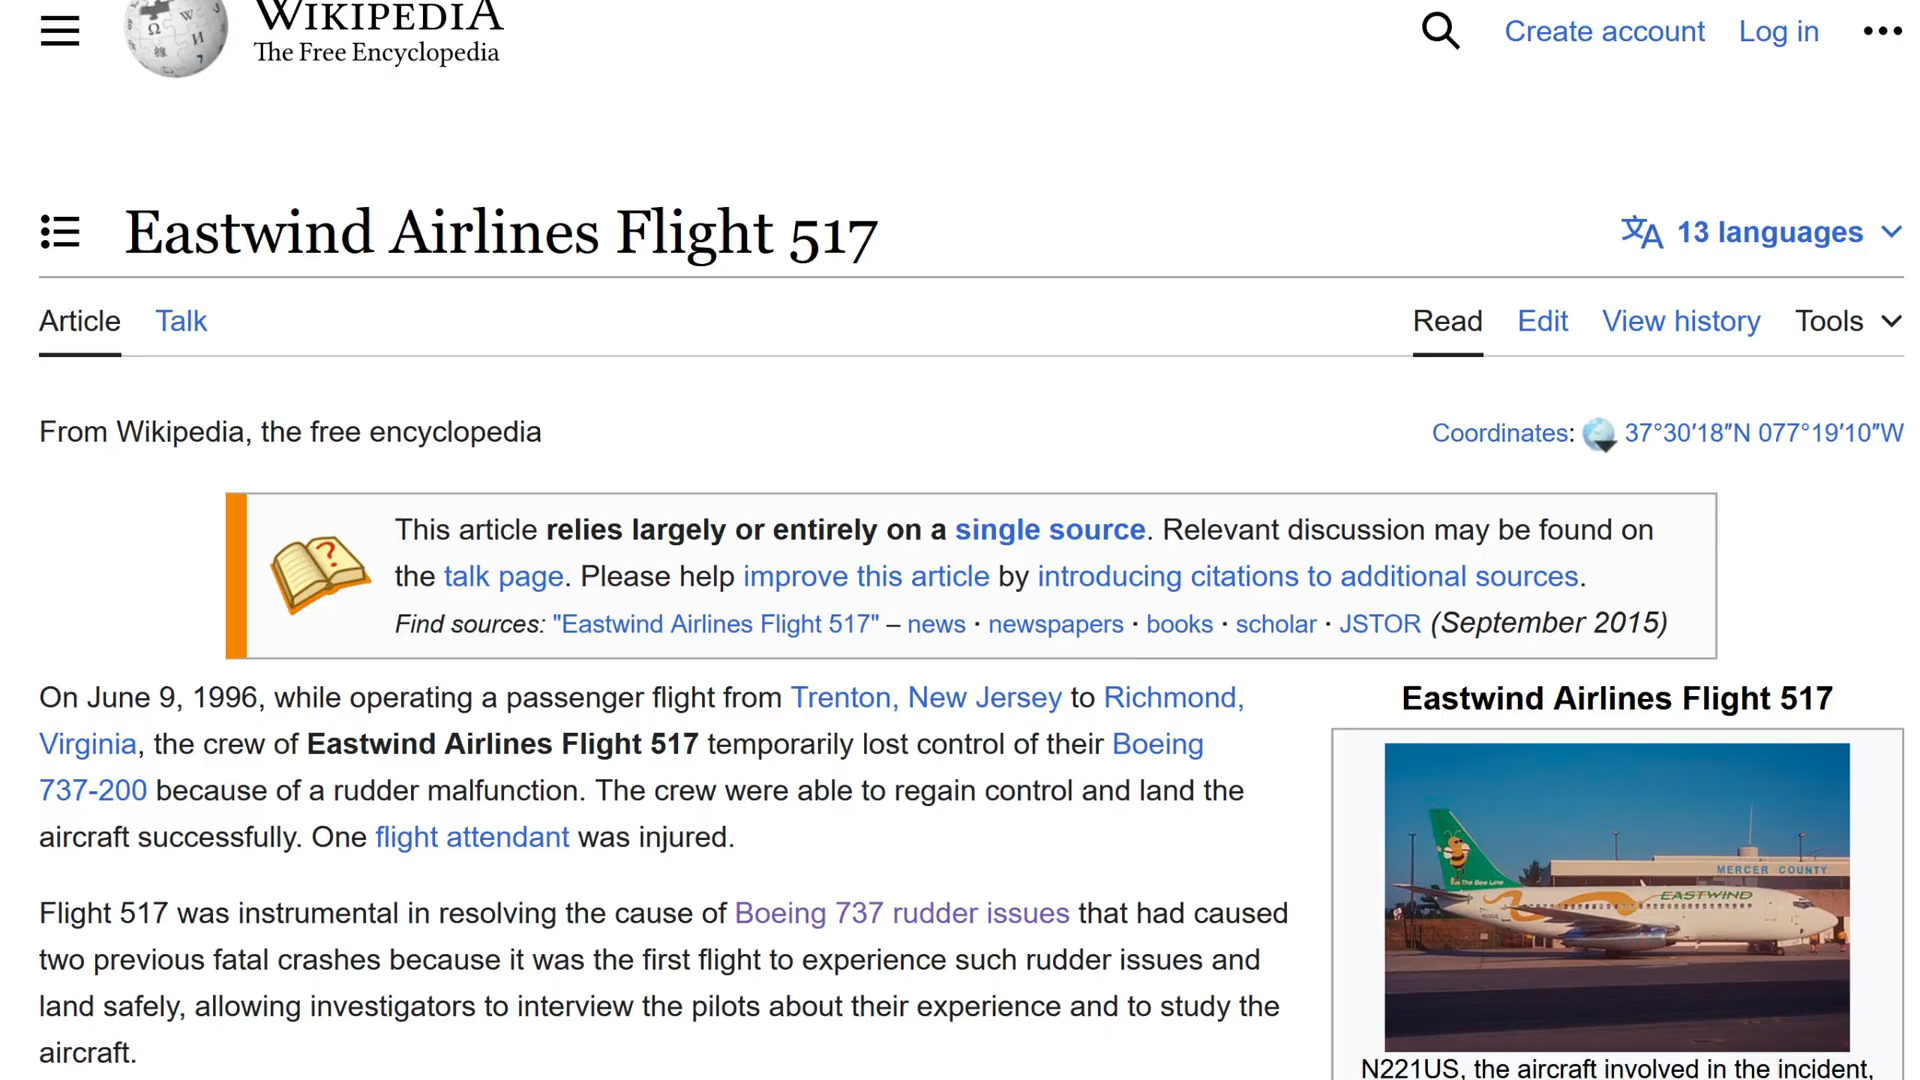 WIKIPEDIA
The Free Encyclopedia
Create account Log in
Eastwind Airlines Flight 517
13 languages
Article Talk
Read Edit View history Tools
From Wikipedia, the free encyclopedia
Coordinates: 37°30′18″N 077°19′10″W
This article relies largely or entirely on a single source. Relevant discussion may be found on
the talk page. Please help improve this article by introducing citations to additional sources.
Find sources: "Eastwind Airlines Flight 517" – news · newspapers · books · scholar · JSTOR (September 2015)
On June 9, 1996, while operating a passenger flight from Trenton, New Jersey to Richmond,
Virginia, the crew of Eastwind Airlines Flight 517 temporarily lost control of their Boeing
737-200 because of a rudder malfunction. The crew were able to regain control and land the
aircraft successfully. One flight attendant was injured.
Flight 517 was instrumental in resolving the cause of Boeing 737 rudder issues that had caused
two previous fatal crashes because it was the first flight to experience such rudder issues and
land safely, allowing investigators to interview the pilots about their experience and to study the
aircraft.
Eastwind Airlines Flight 517
MERCER COUNTY
The Bee Line
EASTWIND
N221US, the aircraft involved in the incident,